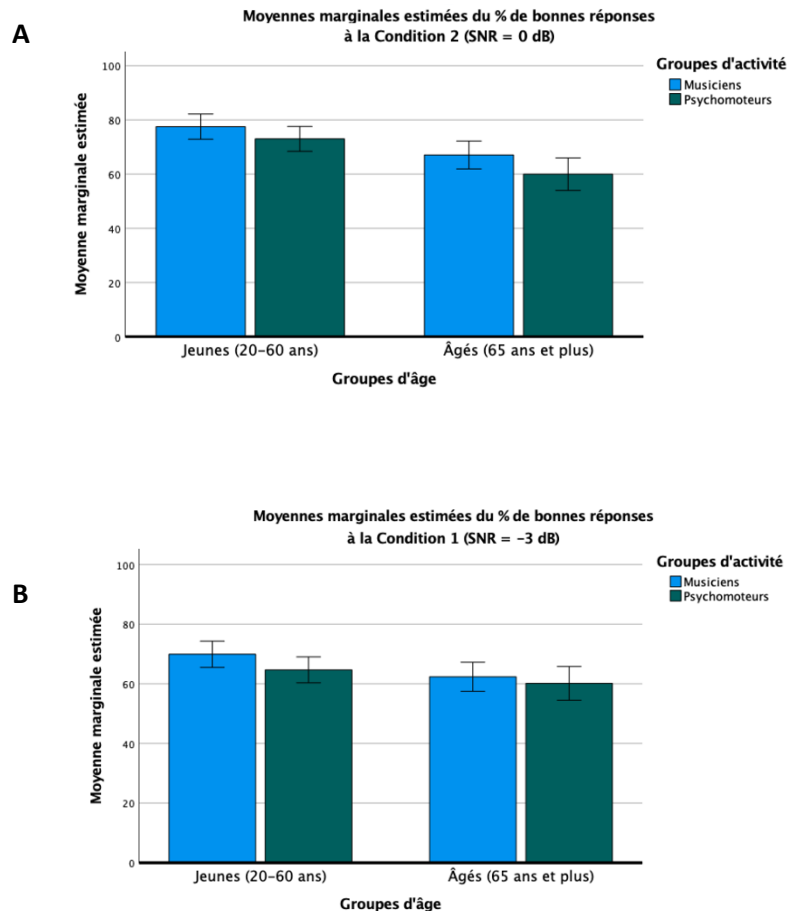 A
Moyennes marginales estimées du % de bonnes réponses
à la Condition 2 (SNR = 0 dB)
Groupes d'activité
Musiciens
Psychomoteurs
Moyenne marginale estimée
100
80
60
40
20
0
Jeunes (20–60 ans)
Âgés (65 ans et plus)
Groupes d'âge
B
Moyennes marginales estimées du % de bonnes réponses
à la Condition 1 (SNR = –3 dB)
Groupes d'activité
Musiciens
Psychomoteurs
Moyenne marginale estimée
100
80
60
40
20
0
Jeunes (20–60 ans)
Âgés (65 ans et plus)
Groupes d'âge